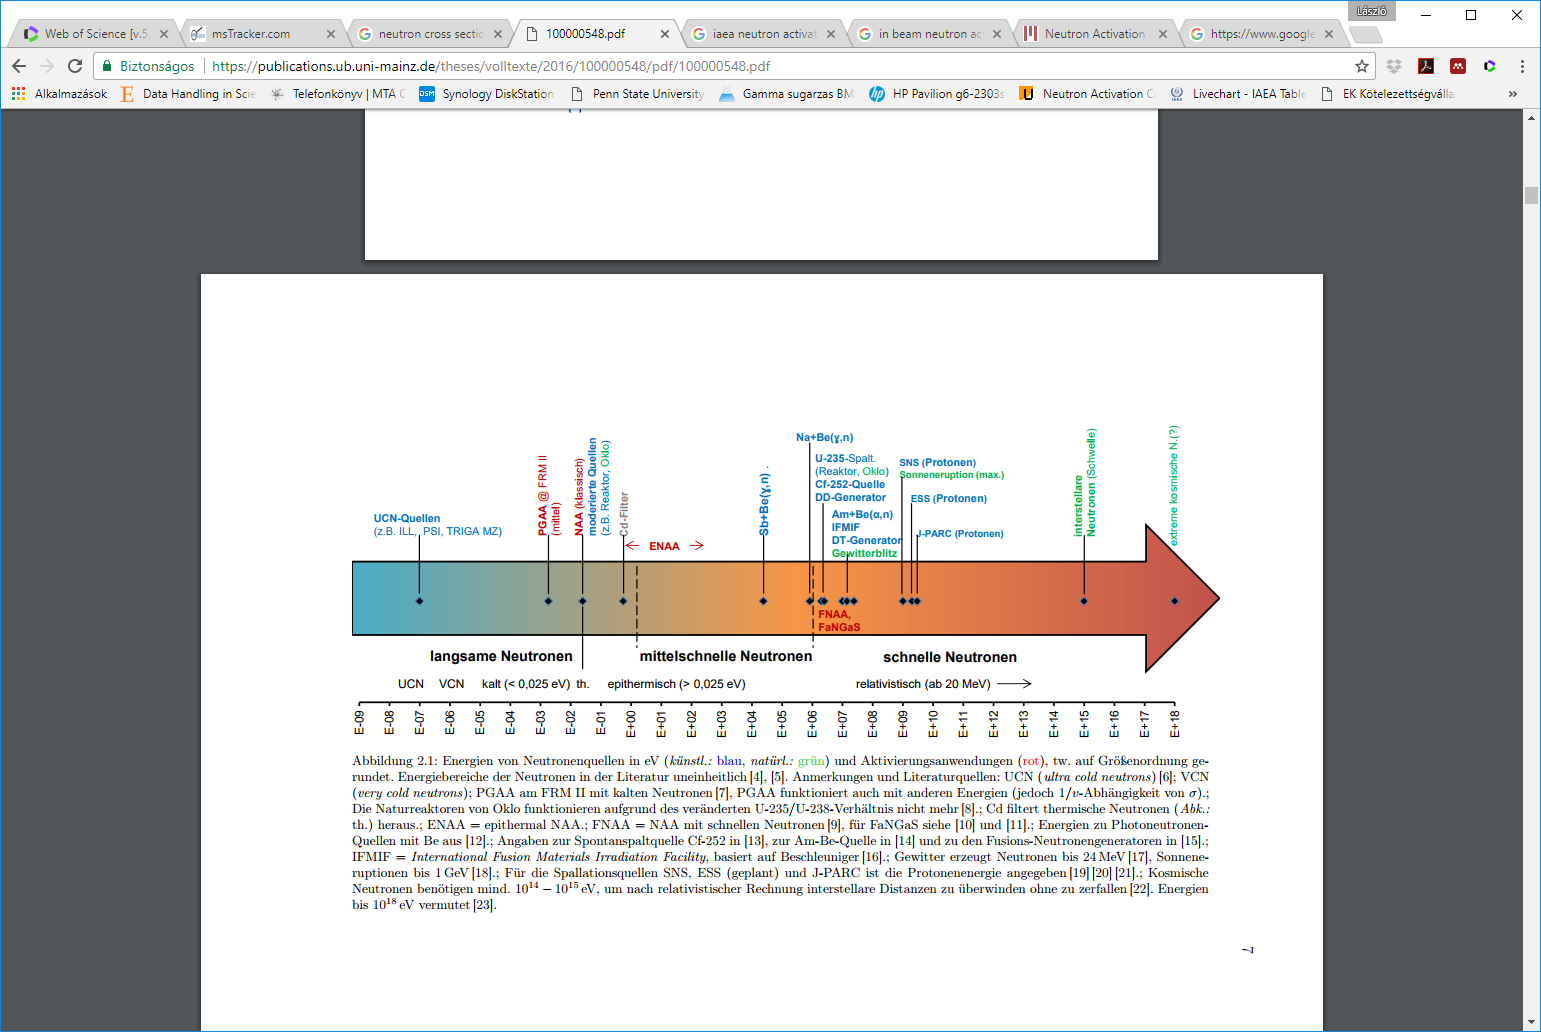 László
Web of Science [v.5.
msTracker.com
neutron cross sectio
100000548.pdf
iaea neutron activat
in beam neutron ac
Neutron Activation
https://www.google
Biztonságos
https://publications.ub.uni-mainz.de/theses/volltexte/2016/100000548/pdf/100000548.pdf
Alkalmazások
Data Handling in Scie
Telefonkönyv | MTA C
Synology DiskStation
Penn State University
Gamma sugarzas BM
HP Pavilion g6-2303s
Neutron Activation C
Livechart - IAEA Table
EK Kötelezettségválla
»
UCN-Quellen
(z.B. ILL, PSI, TRIGA MZ)
PGAA @ FRM II
(mittel)
NAA (klassisch)
moderierte Quellen
(z.B. Reaktor, Oklo)
Cd-Filter
ENAA
Sb+Be(ɣ,n) .
Na+Be(ɣ,n)
U-235-Spalt.
(Reaktor, Oklo)
Cf-252-Quelle
DD-Generator
Am+Be(α,n)
IFMIF
DT-Generator
Gewitterblitz
SNS (Protonen)
Sonneneruption (max.)
ESS (Protonen)
J-PARC (Protonen)
interstellare
Neutronen (Schwelle)
extreme kosmische N.(?)
FNAA,
FaNGaS
langsame Neutronen
mittelschnelle Neutronen
schnelle Neutronen
UCN VCN kalt (< 0,025 eV) th. epithermisch (> 0,025 eV) relativistisch (ab 20 MeV)
E-09 E-08 E-07 E-06 E-05 E-04 E-03 E-02 E-01 E+00 E+01 E+02 E+03 E+04 E+05 E+06 E+07 E+08 E+09 E+10 E+11 E+12 E+13 E+14 E+15 E+16 E+17 E+18
Abbildung 2.1: Energien von Neutronenquellen in eV (künstl.: blau, natürl.: grün) und Aktivierungsanwendungen (rot), tw. auf Größenordnung ge-
rundet. Energiebereiche der Neutronen in der Literatur uneinheitlich [4], [5]. Anmerkungen und Literaturquellen: UCN (ultra cold neutrons) [6]; VCN
(very cold neutrons); PGAA am FRM II mit kalten Neutronen [7], PGAA funktioniert auch mit anderen Energien (jedoch 1/v-Abhängigkeit von σ).;
Die Naturreaktoren von Oklo funktionieren aufgrund des veränderten U-235/U-238-Verhältnis nicht mehr [8].; Cd filtert thermische Neutronen (Abk.:
th.) heraus.; ENAA = epithermal NAA.; FNAA = NAA mit schnellen Neutronen [9], für FaNGaS siehe [10] und [11].; Energien zu Photoneutronen-
Quellen mit Be aus [12].; Angaben zur Spontanspaltquelle Cf-252 in [13], zur Am-Be-Quelle in [14] und zu den Fusions-Neutronengeneratoren in [15].;
IFMIF = International Fusion Materials Irradiation Facility, basiert auf Beschleuniger [16].; Gewitter erzeugt Neutronen bis 24 MeV [17], Sonnene-
ruptionen bis 1 GeV [18].; Für die Spallationsquellen SNS, ESS (geplant) und J-PARC ist die Protonenenergie angegeben [19] [20] [21].; Kosmische
Neutronen benötigen mind. 10¹⁴ − 10¹⁵ eV, um nach relativistischer Rechnung interstellare Distanzen zu überwinden ohne zu zerfallen [22]. Energien
bis 10¹⁸ eV vermutet [23].
7